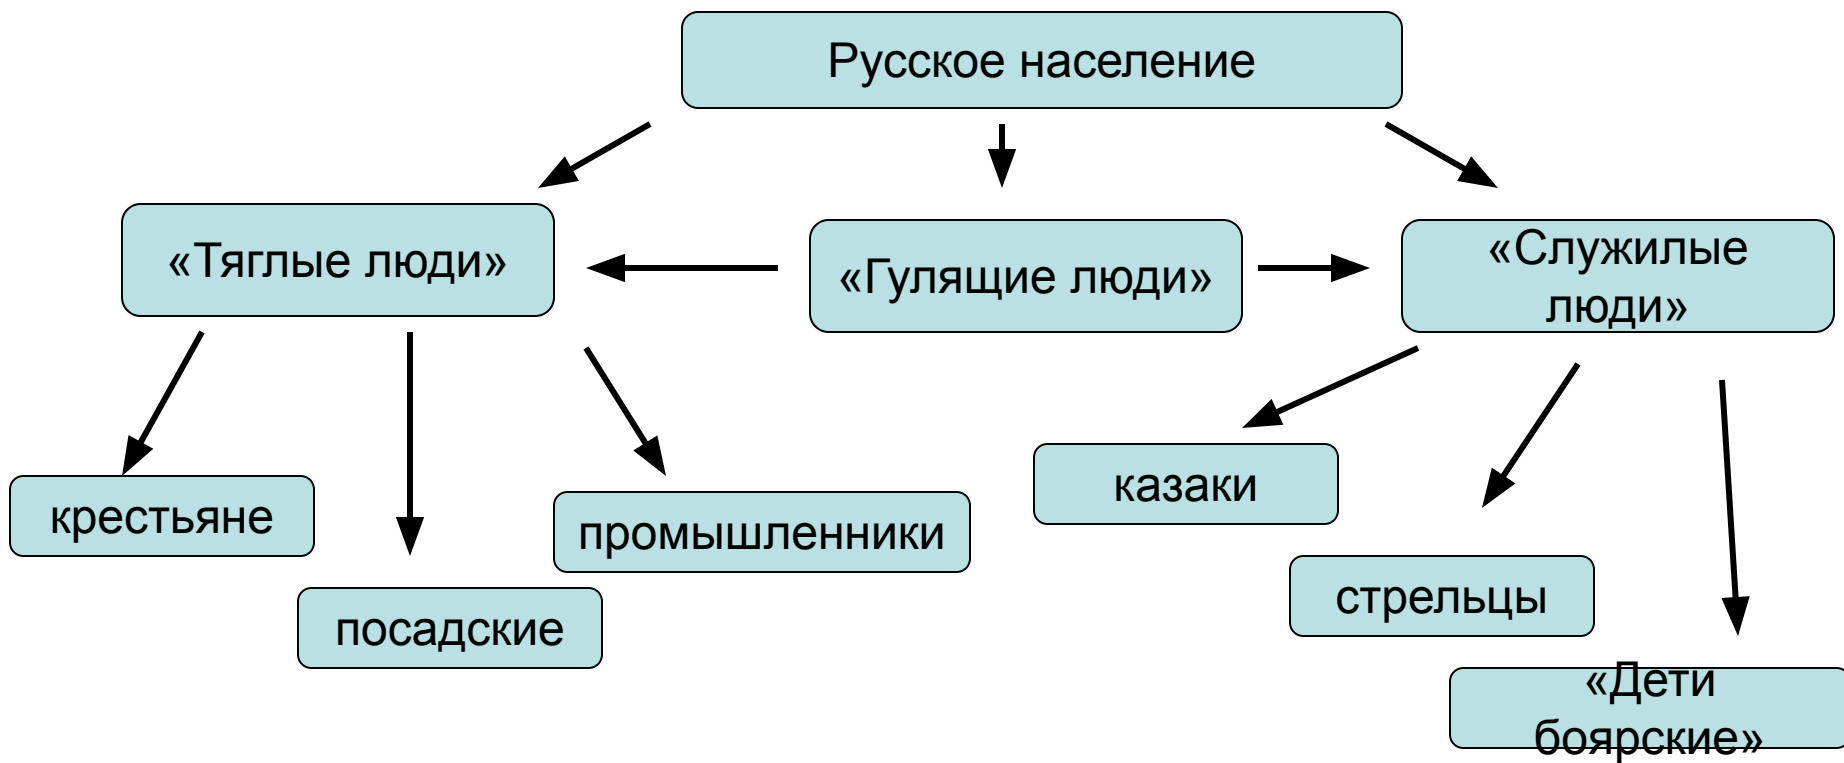 Русское население
«Тяглые люди»
«Гулящие люди»
«Служилые
люди»
крестьяне
посадские
промышленники
казаки
стрельцы
«Дети
боярские»